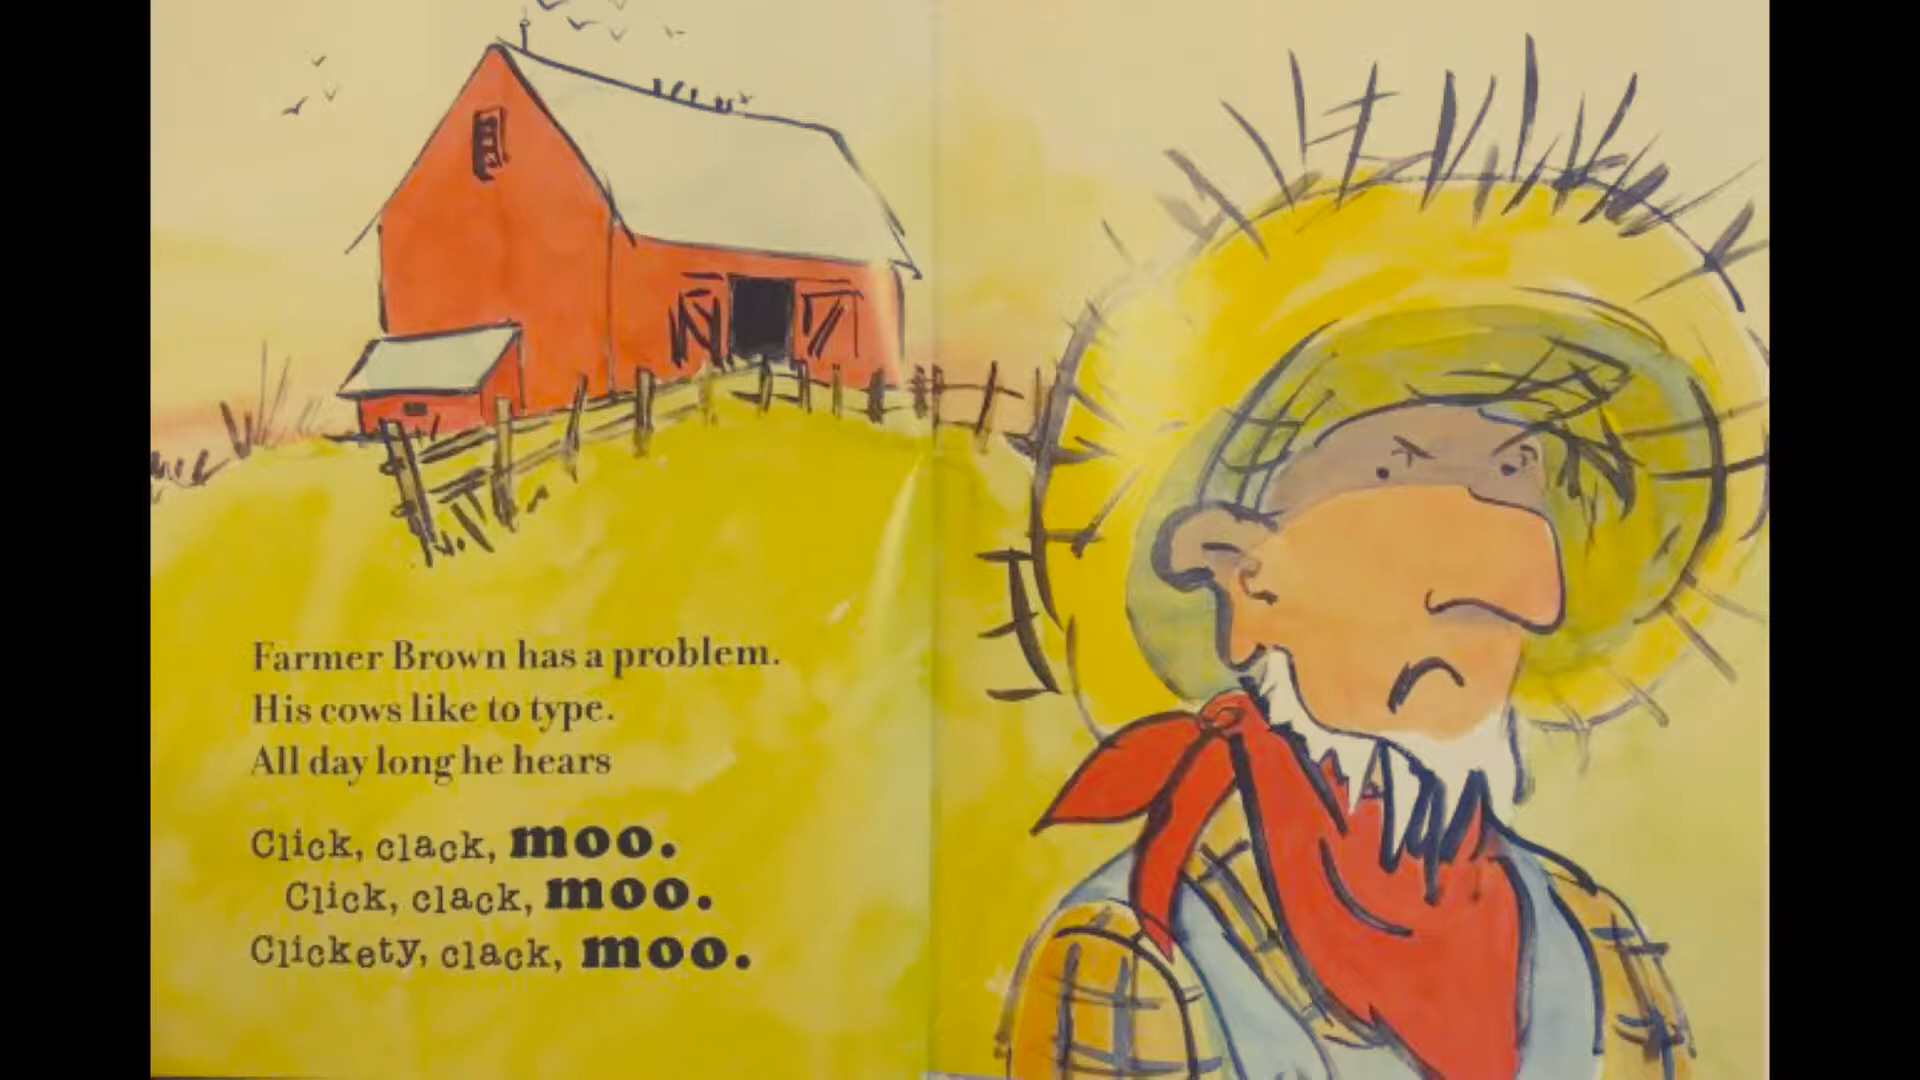 Farmer Brown has a problem.
His cows like to type.
All day long he hears
Click, clack, moo.
Click, clack, moo.
Clickety, clack, moo.